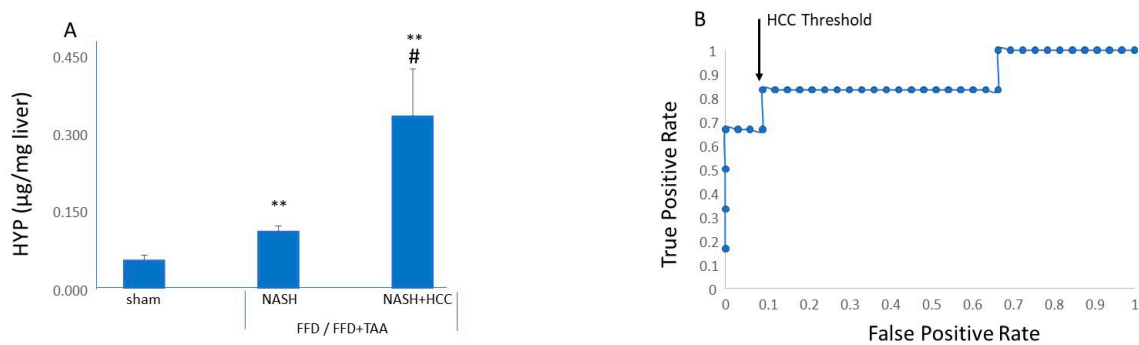 A
HYP (µg/mg liver)
0.450
0.300
0.150
0.000
**
**
#
sham
NASH
NASH+HCC
FFD / FFD+TAA
B
HCC Threshold
True Positive Rate
1
0.9
0.8
0.7
0.6
0.5
0.4
0.3
0.2
0.1
0
0 0.1 0.2 0.3 0.4 0.5 0.6 0.7 0.8 0.9 1
False Positive Rate